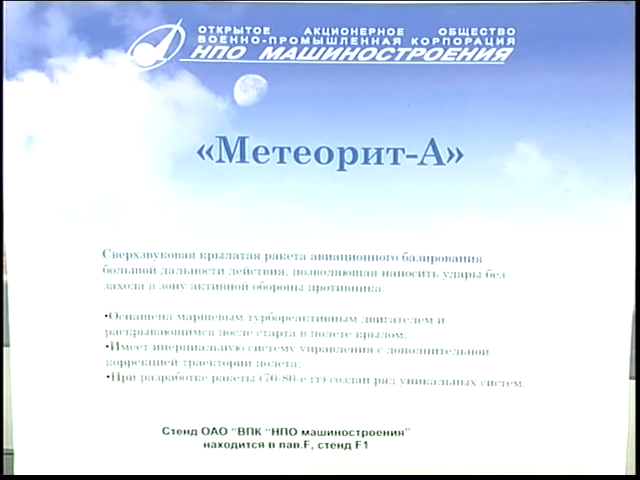 ОТКРЫТОЕ АКЦИОНЕРНОЕ ОБЩЕСТВО
ВОЕННО-ПРОМЫШЛЕННАЯ КОРПОРАЦИЯ
НПО МАШИНОСТРОЕНИЯ
«Метеорит-А»
Сверхзвуковая крылатая ракета авиационного базирования
большой дальности действия, позволяющая наносить удары без
захода в зону активной обороны противника.
•Оснащена маршевым турбореактивным двигателем и
раскрывающимся после старта в полете крылом;
•Имеет инерциальную систему управления с дополнительной
коррекцией траектории полета;
•При разработке ракеты (70-80-е гг) создан ряд уникальных систем.
Стенд ОАО “ВПК “НПО машиностроения”
находится в пав.F, стенд F1